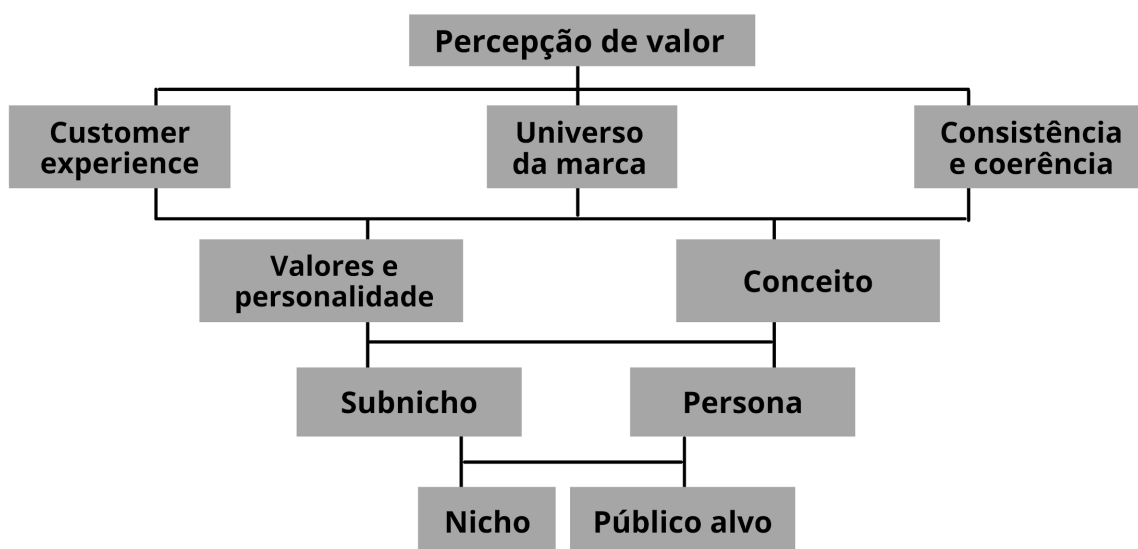 Percepção de valor
Customer
experience
Universo
da marca
Consistência
e coerência
Valores e
personalidade
Conceito
Subnicho
Persona
Nicho
Público alvo